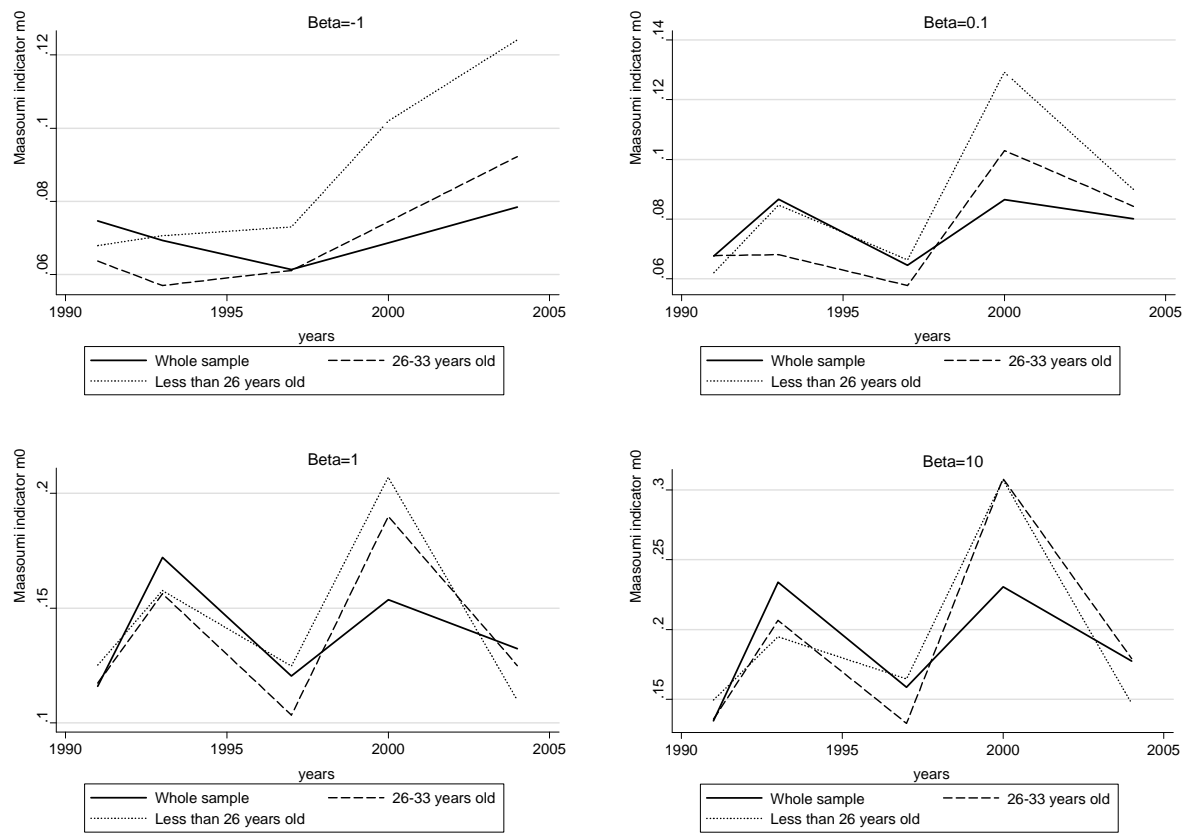 Beta=-1
Maasoumi indicator m0
.12
.1
.08
.06
1990 1995 2000 2005
years
Whole sample 26-33 years old
Less than 26 years old
Beta=0.1
Maasoumi indicator m0
.14
.12
.1
.08
.06
1990 1995 2000 2005
years
Whole sample 26-33 years old
Less than 26 years old
Beta=1
Maasoumi indicator m0
.2
.15
.1
1990 1995 2000 2005
years
Whole sample 26-33 years old
Less than 26 years old
Beta=10
Maasoumi indicator m0
.3
.25
.2
.15
1990 1995 2000 2005
years
Whole sample 26-33 years old
Less than 26 years old